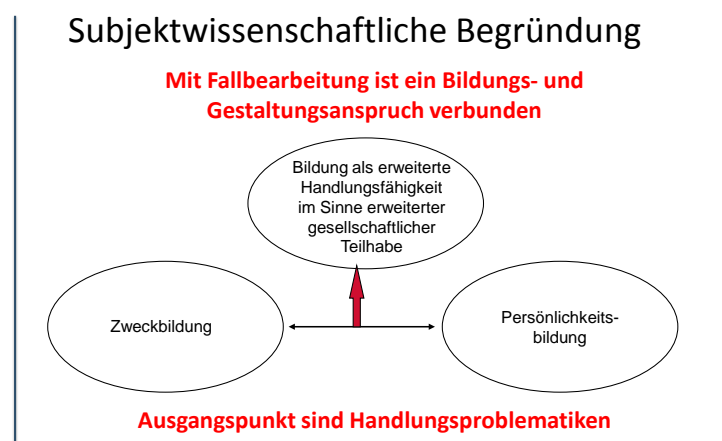 Subjektwissenschaftliche Begründung
Mit Fallbearbeitung ist ein Bildungs- und
Gestaltungsanspruch verbunden
Bildung als erweiterte
Handlungsfähigkeit
im Sinne erweiterter
gesellschaftlicher
Teilhabe
Zweckbildung
Persönlichkeits-
bildung
Ausgangspunkt sind Handlungsproblematiken